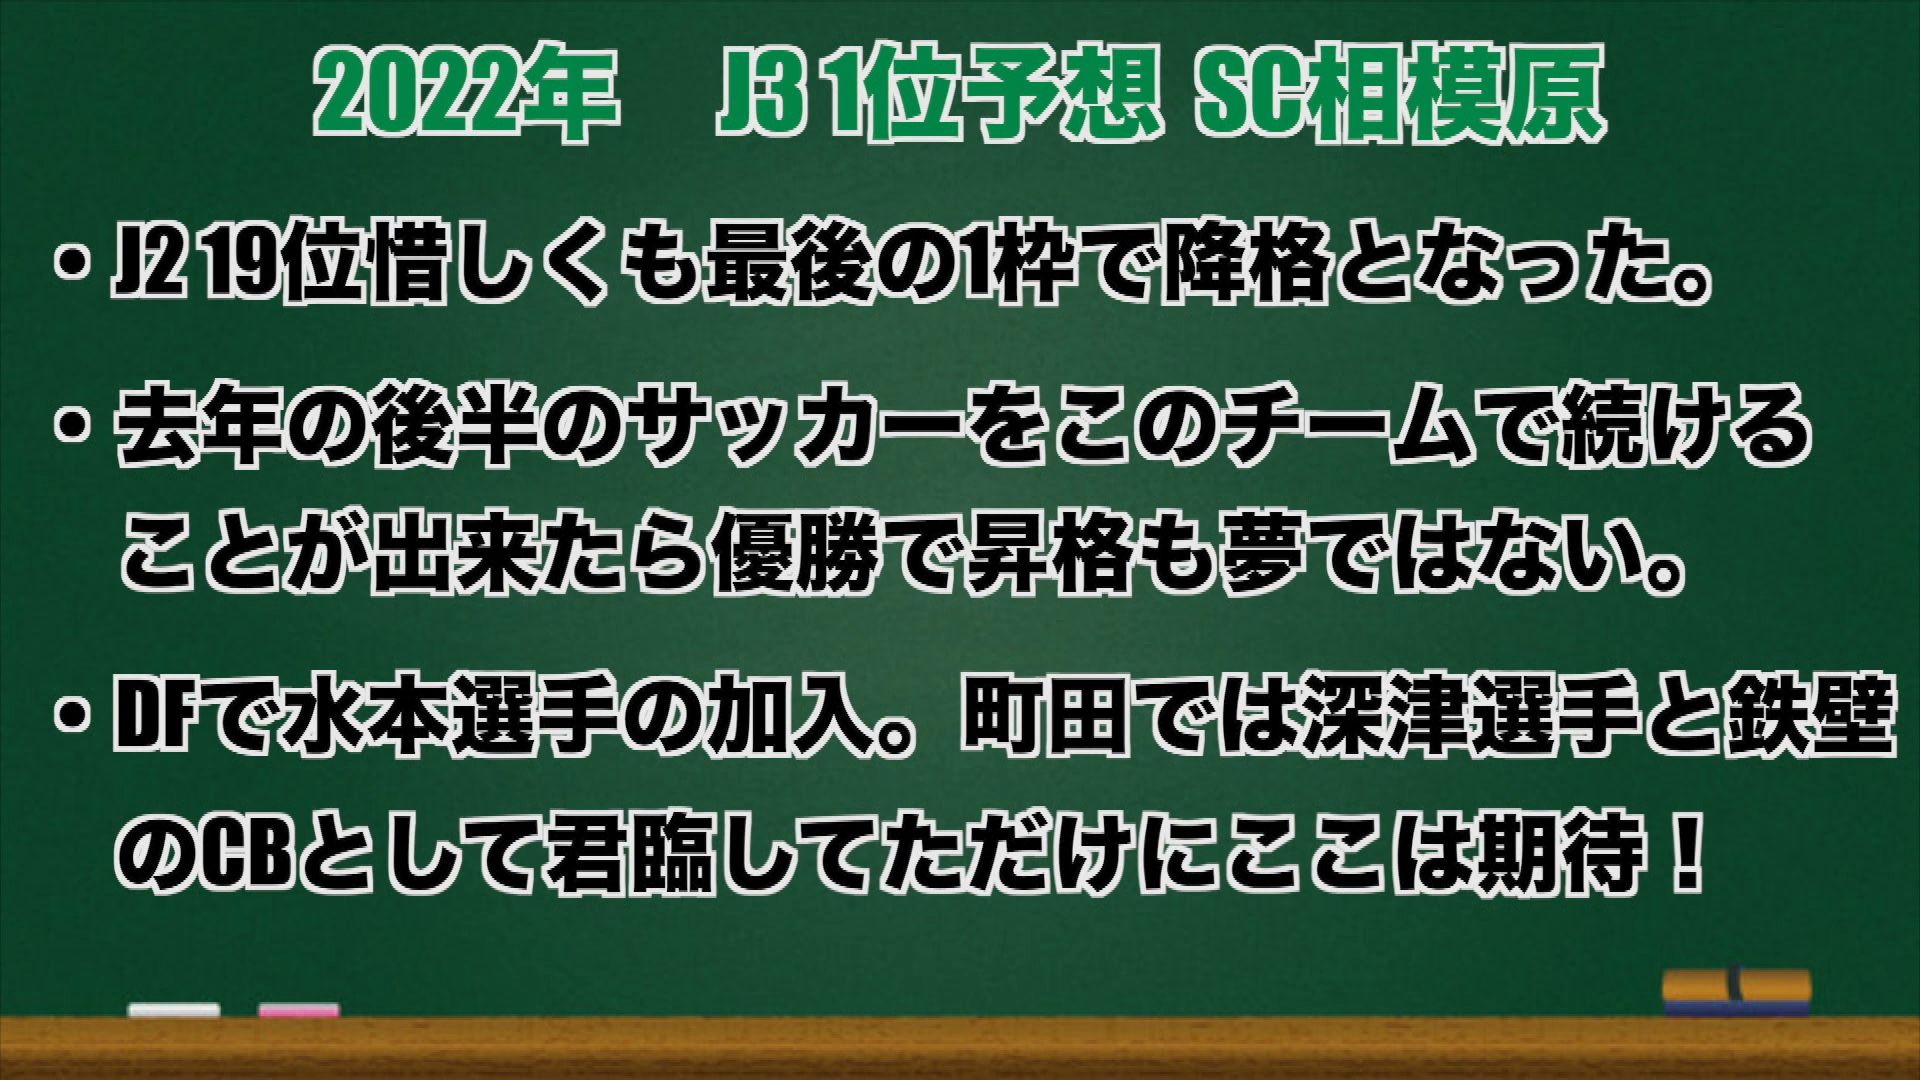 2022年 J3 1位予想 SC相模原
・J2 19位惜しくも最後の1枠で降格となった。
・去年の後半のサッカーをこのチームで続ける
ことが出来たら優勝で昇格も夢ではない。
・DFで水本選手の加入。町田では深津選手と鉄壁
のCBとして君臨してただけにここは期待！